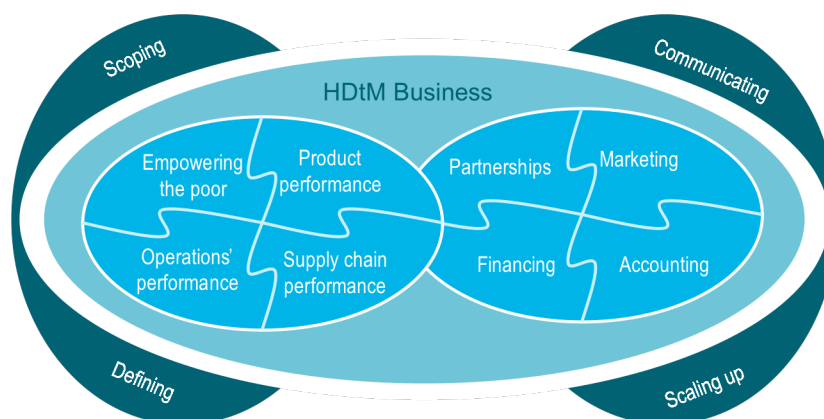 Scoping
Communicating
HDtM Business
Empowering
the poor
Product
performance
Partnerships
Marketing
Operations'
performance
Supply chain
performance
Financing
Accounting
Defining
Scaling up